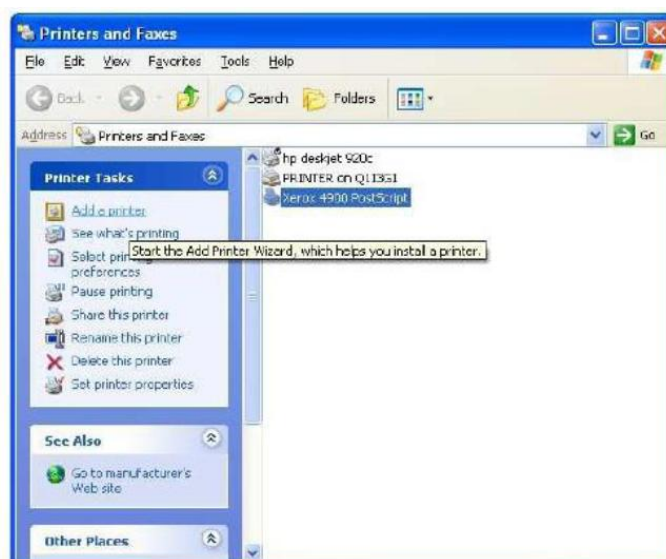 Printers and Faxes
File Edit View Favorites Tools Help
Back Search Folders
Address Printers and Faxes Go
Printer Tasks
Add a printer
See what's printing
Select printing
preferences
Pause printing
Share this printer
Rename this printer
Delete this printer
Set printer properties
See Also
Go to manufacturer's
Web site
Other Places
hp deskjet 920c
PRINTER on Q113G1
Xerox 4900 PostScript
Start the Add Printer Wizard, which helps you install a printer.